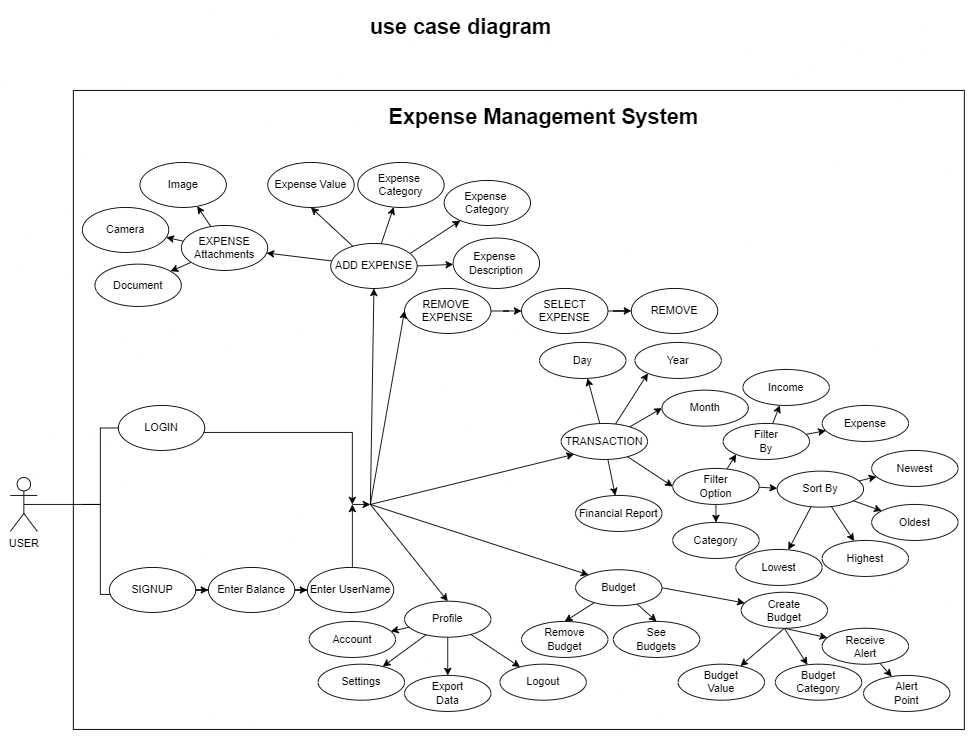 use case diagram
Expense Management System
Image
Expense Value
Expense
Category
Expense
Category
Camera
EXPENSE
Attachments
ADD EXPENSE
Expense
Description
Document
REMOVE
EXPENSE
SELECT
EXPENSE
REMOVE
Day
Year
Income
Month
Expense
LOGIN
TRANSACTION
Filter
By
Newest
Filter
Option
Sort By
Financial Report
Oldest
USER
Category
Highest
Lowest
SIGNUP
Enter Balance
Enter UserName
Budget
Create
Budget
Profile
Account
Remove
Budget
See
Budgets
Receive
Alert
Settings
Export
Data
Logout
Budget
Value
Budget
Category
Alert
Point